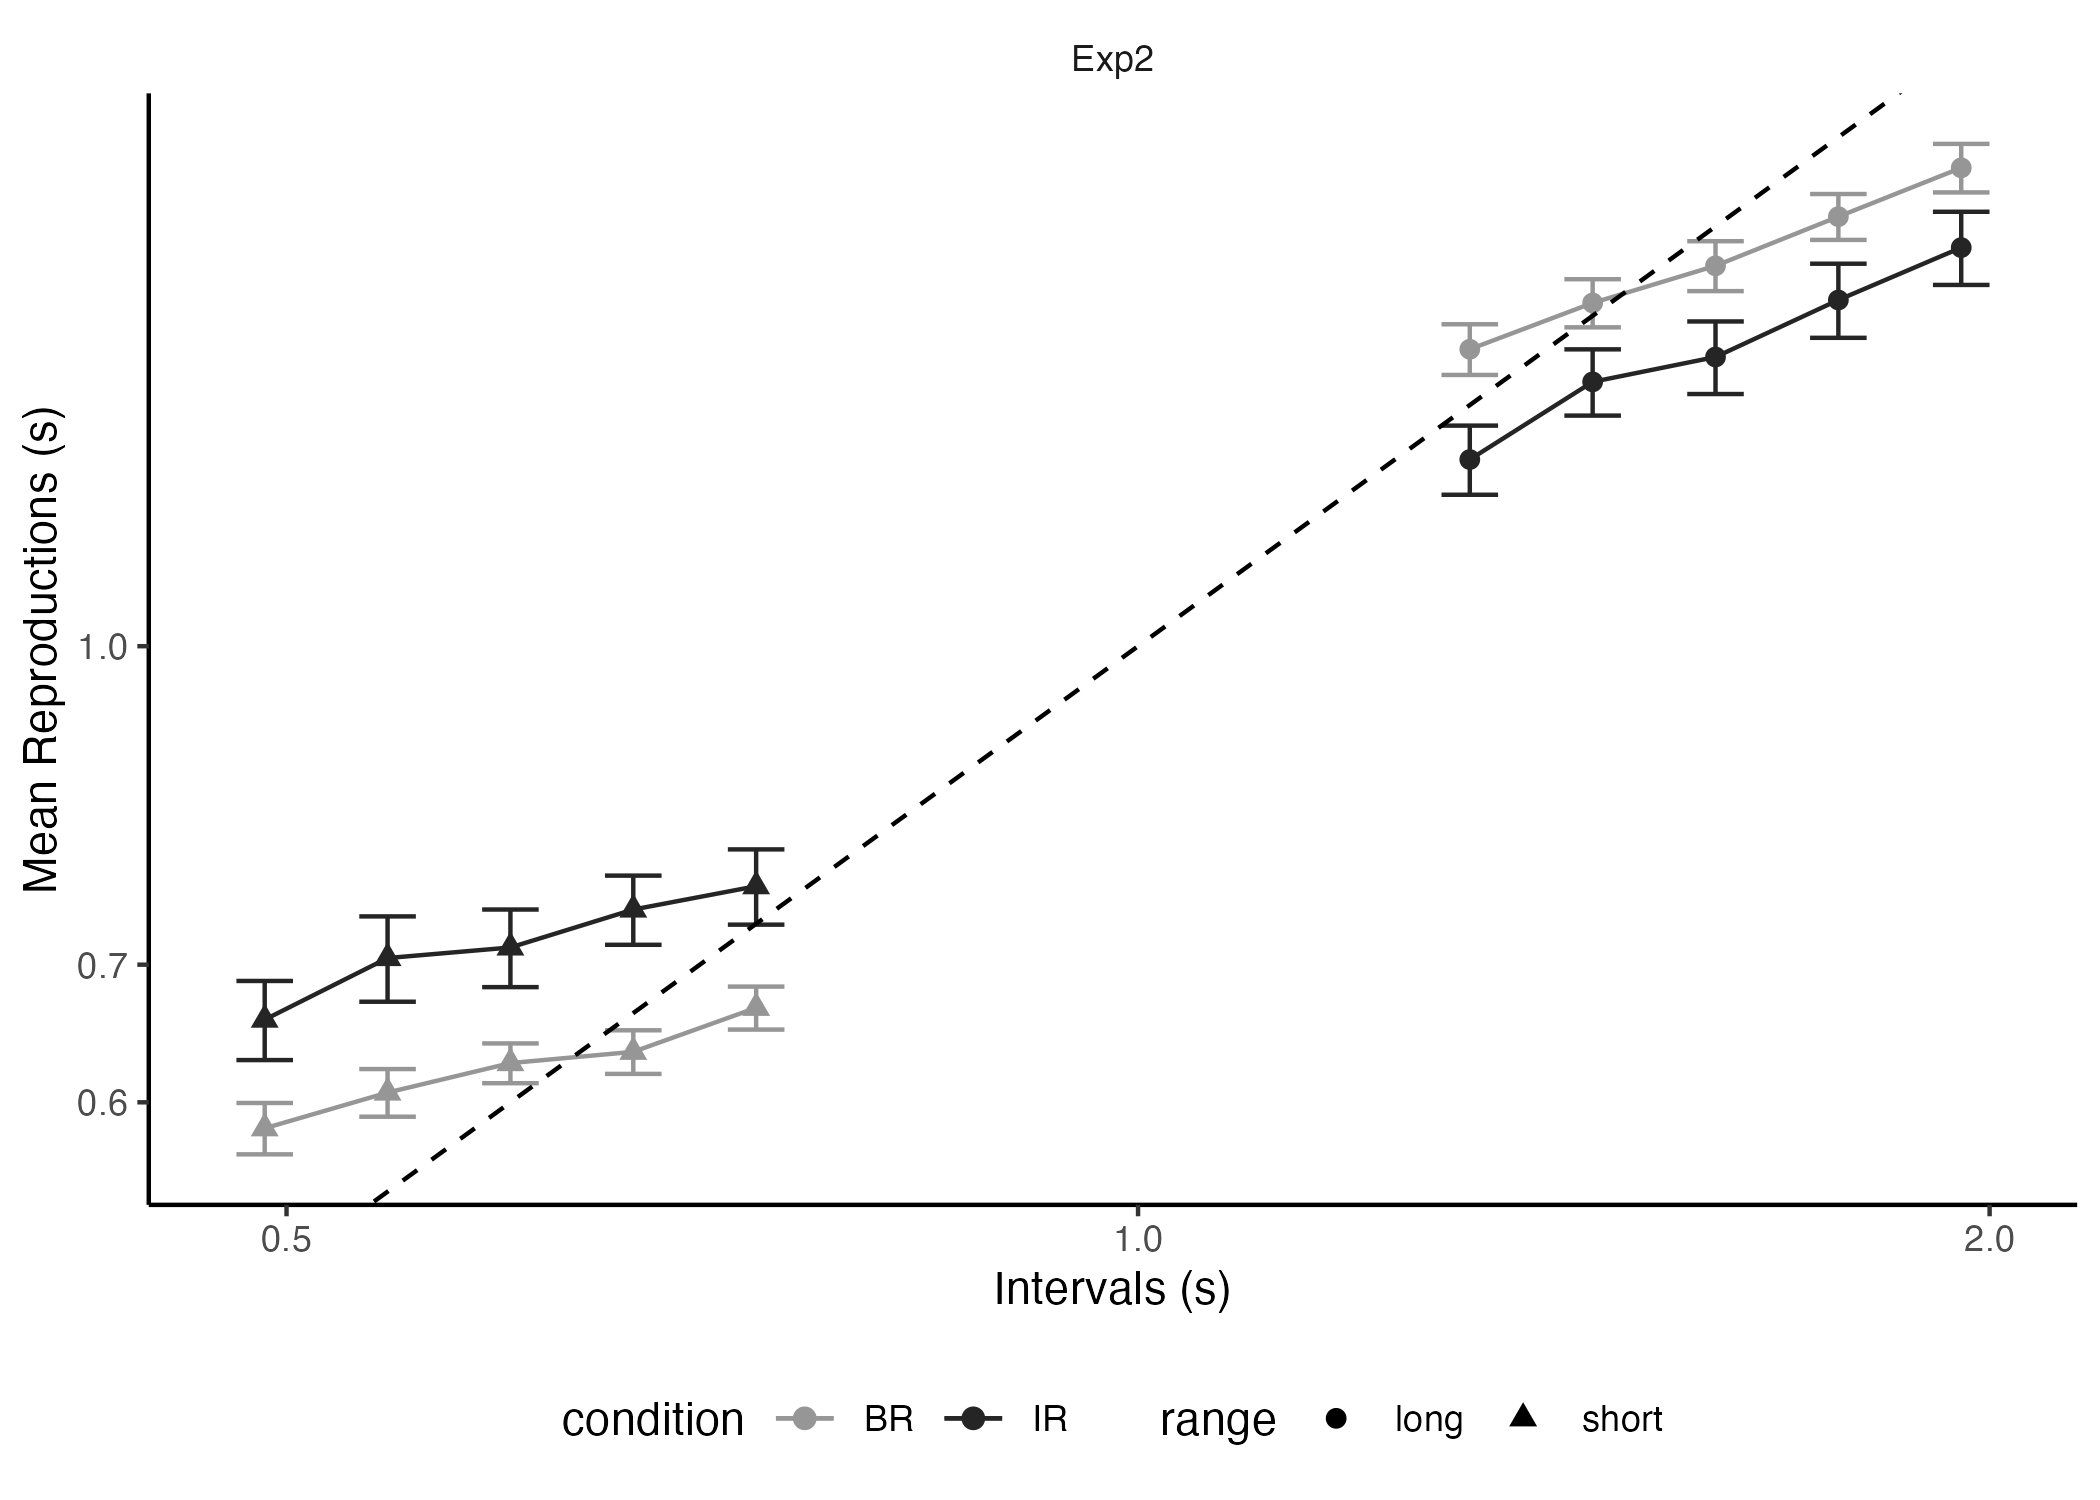 Exp2
Mean Reproductions (s)
1.0
0.7
0.6
0.5 1.0 2.0
Intervals (s)
condition BR IR range long short